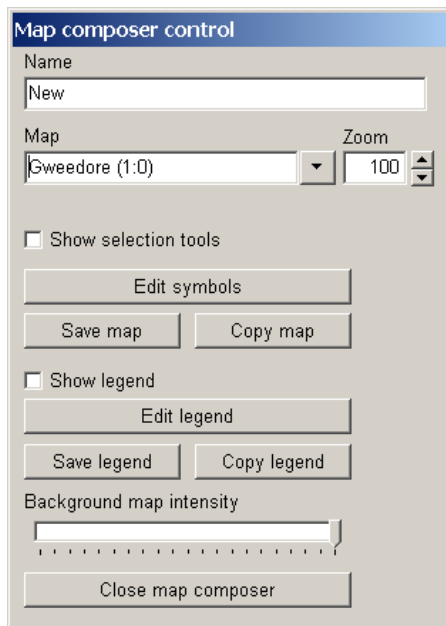 Map composer control
Name
New
Map Zoom
Gweedore (1:0) 100
Show selection tools
Edit symbols
Save map Copy map
Show legend
Edit legend
Save legend Copy legend
Background map intensity
Close map composer